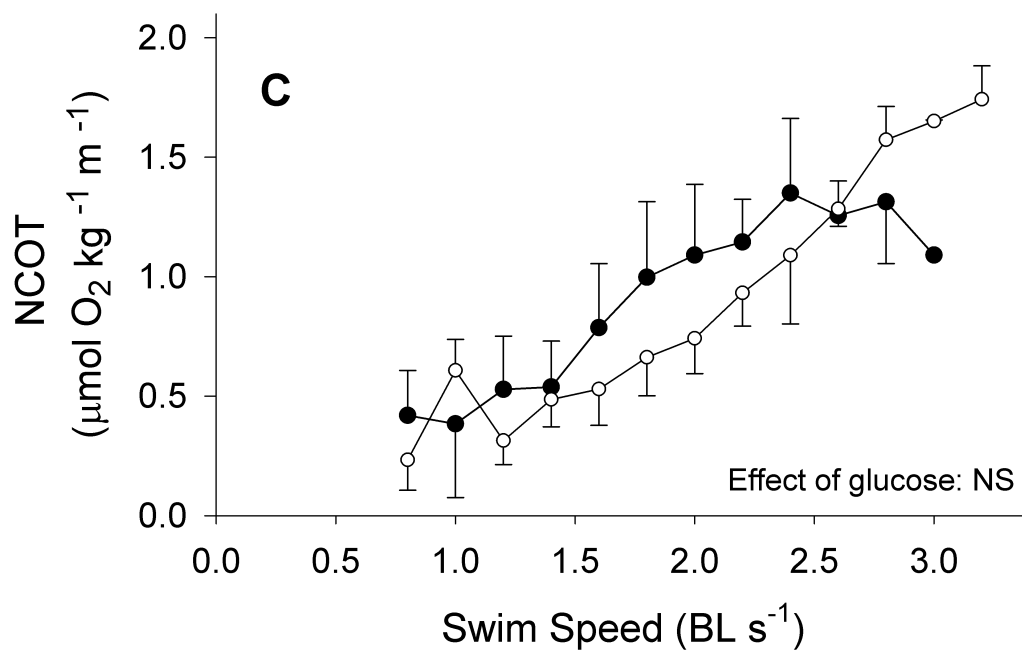 C
NCOT
(μmol O₂ kg⁻¹ m⁻¹)
2.0
1.5
1.0
0.5
0.0
Effect of glucose: NS
0.0 0.5 1.0 1.5 2.0 2.5 3.0
Swim Speed (BL s⁻¹)